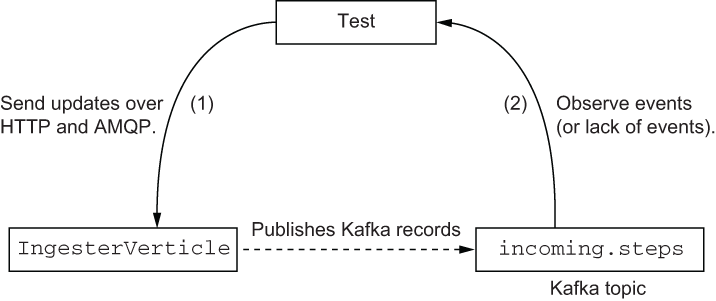 Test
Send updates over
HTTP and AMQP.
(1)
(2)
Observe events
(or lack of events).
Publishes Kafka records
IngesterVerticle
incoming.steps
Kafka topic